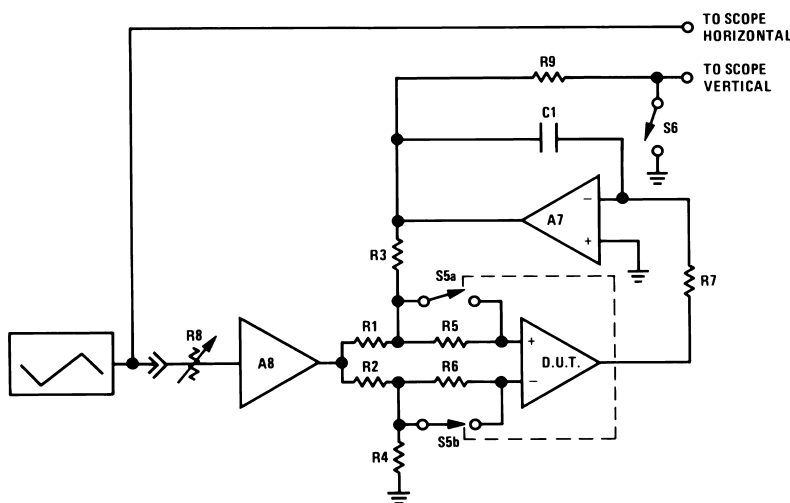 TO SCOPE
HORIZONTAL
R9
TO SCOPE
VERTICAL
C1
S6
A7
−
+
R3
S5a
R7
R8
A8
R1
R5
+
D.U.T.
R2
R6
−
S5b
R4